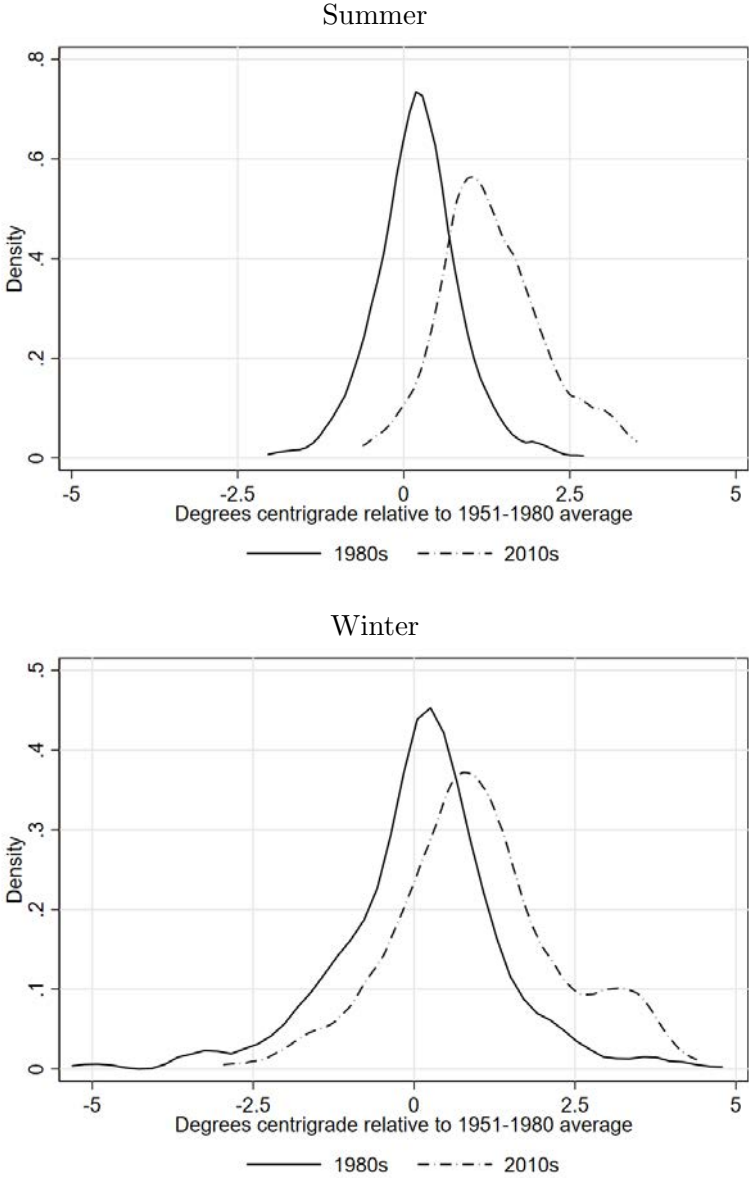 Summer
.8
.6
.4
.2
0
Density
-5 -2.5 0 2.5 5
Degrees centrigrade relative to 1951-1980 average
1980s 2010s
Winter
.5
.4
.3
.2
.1
0
Density
-5 -2.5 0 2.5 5
Degrees centrigrade relative to 1951-1980 average
1980s 2010s